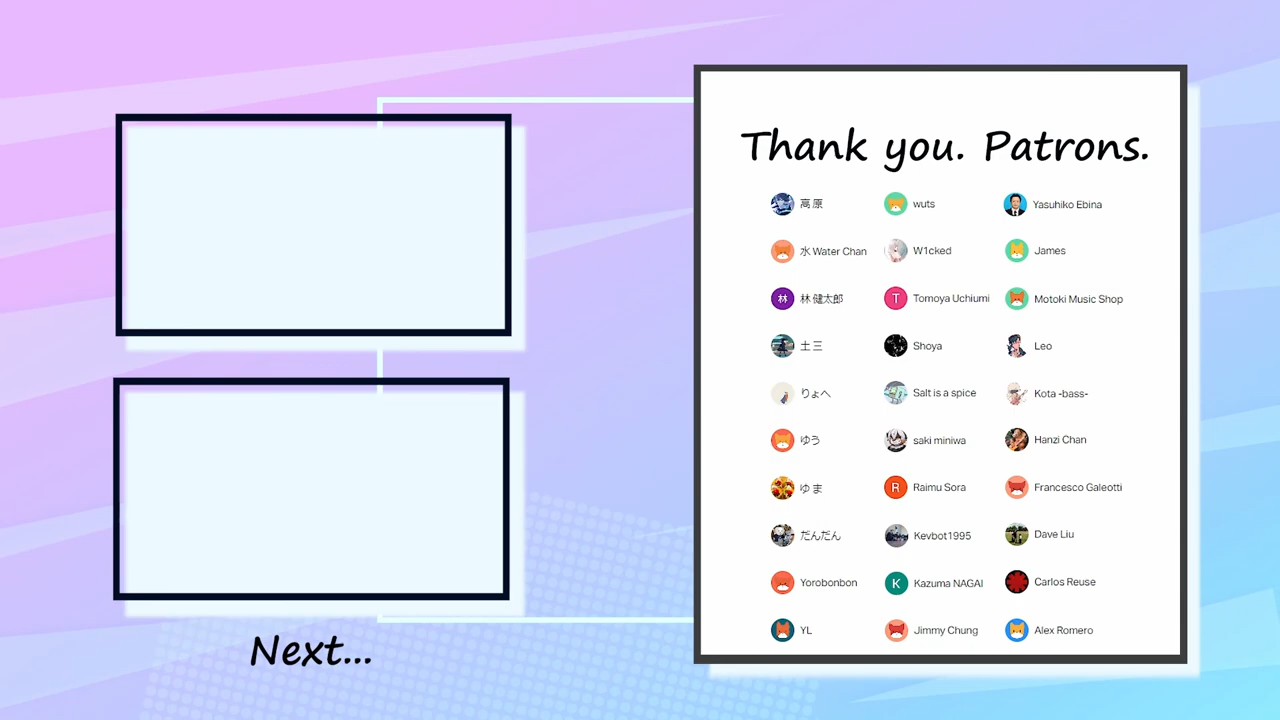 Thank you. Patrons.
高原 wuts Yasuhiko Ebina
水 Water Chan W1cked James
林 林 健太郎 T Tomoya Uchiumi Motoki Music Shop
土 三 Shoya Leo
りょへ Salt is a spice Kota -bass-
ゆう saki miniwa Hanzi Chan
ゆま R Raimu Sora Francesco Galeotti
だんだん Kevbot1995 Dave Liu
Yorobonbon K Kazuma NAGAI Carlos Reuse
YL Jimmy Chung Alex Romero
Next...